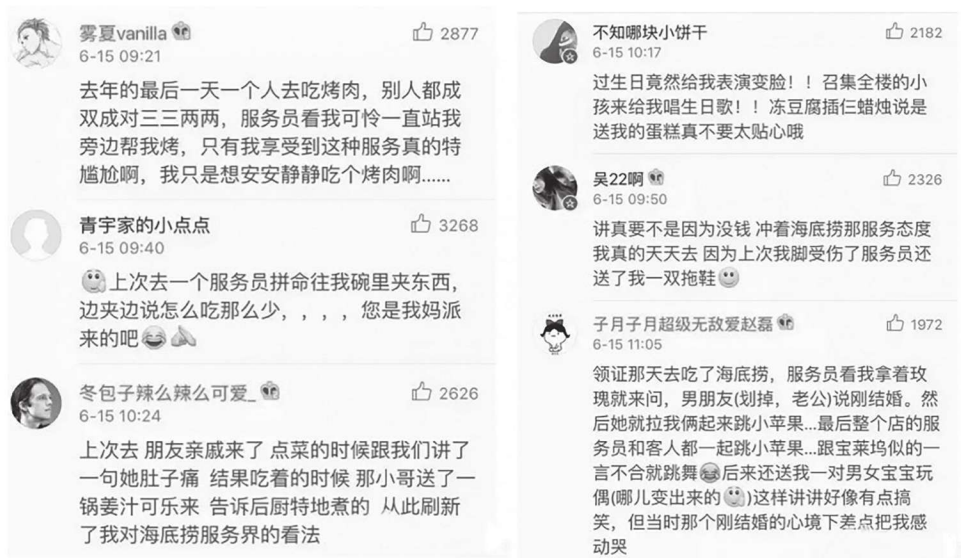 雾夏vanilla
2877
6-15 09:21
去年的最后一天一个人去吃烤肉，别人都成
双成对三三两两，服务员看我可怜一直站我
旁边帮我烤，只有我享受到这种服务真的特
尴尬啊，我只是想安安静静吃个烤肉啊......
青宇家的小点点
3268
6-15 09:40
上次去一个服务员拼命往我碗里夹东西，
边夹边说怎么吃那么少，，，，您是我妈派
来的吧
冬包子辣么辣么可爱_
2626
6-15 10:24
上次去 朋友亲戚来了 点菜的时候跟我们讲了
一句她肚子痛 结果吃着的时候 那小哥送了一
锅姜汁可乐来 告诉后厨特地煮的 从此刷新
了我对海底捞服务界的看法
不知哪块小饼干
2182
6-15 10:17
过生日竟然给我表演变脸！！召集全楼的小
孩来给我唱生日歌！！冻豆腐插仨蜡烛说是
送我的蛋糕真不要太贴心哦
吴22啊
2326
6-15 09:50
讲真要不是因为没钱 冲着海底捞那服务态度
我真的天天去 因为上次我脚受伤了服务员还
送了我一双拖鞋
子月子月超级无敌爱赵磊
1972
6-15 11:05
领证那天去吃了海底捞，服务员看我拿着玫
瑰就来问，男朋友(划掉，老公)说刚结婚。然
后她就拉我俩起来跳小苹果...最后整个店的服
务员和客人都一起跳小苹果...跟宝莱坞似的一
言不合就跳舞后来还送我一对男女宝宝玩
偶(哪儿变出来的)这样讲讲好像有点搞
笑，但当时那个刚结婚的心境下差点把我感
动哭